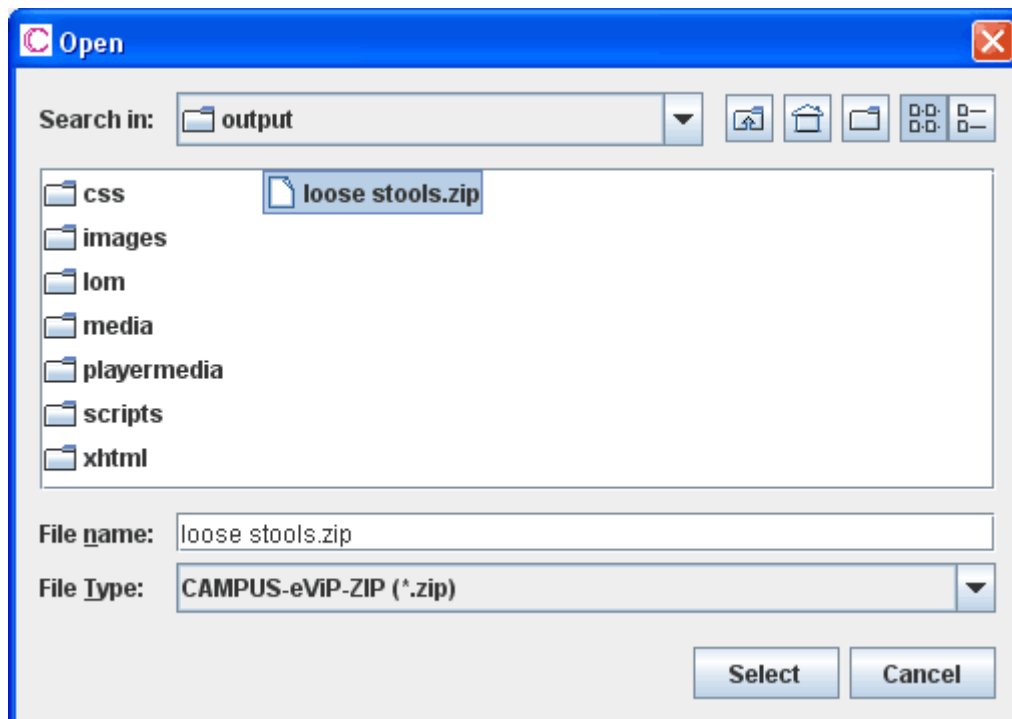 Open
Search in: output
css loose stools.zip
images
lom
media
playermedia
scripts
xhtml
File name: loose stools.zip
File Type: CAMPUS-eViP-ZIP (*.zip)
Select Cancel